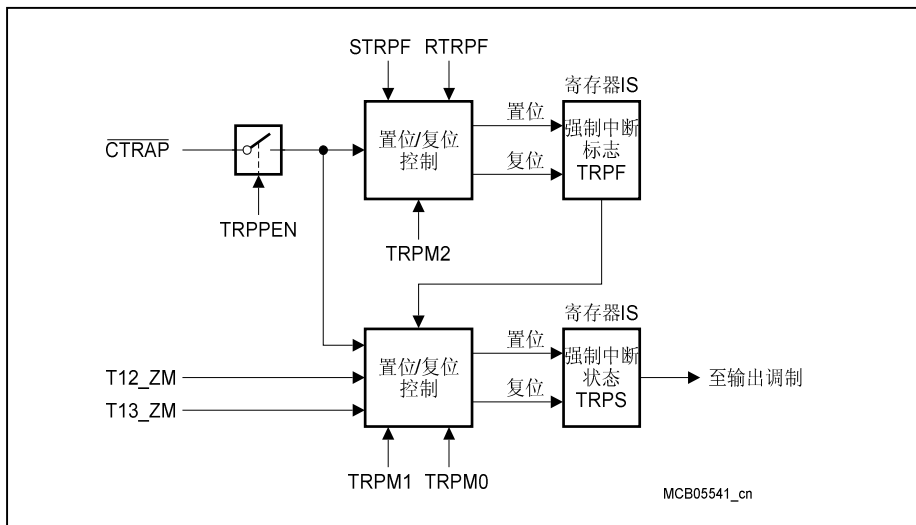 STRPF RTRPF
寄存器IS
CTRAP
置位/复位
控制
置位
复位
强制中断
标志
TRPF
TRPPEN
TRPM2
寄存器IS
T12_ZM
T13_ZM
置位/复位
控制
置位
复位
强制中断
状态
TRPS
至输出调制
TRPM1 TRPM0
MCB05541_cn